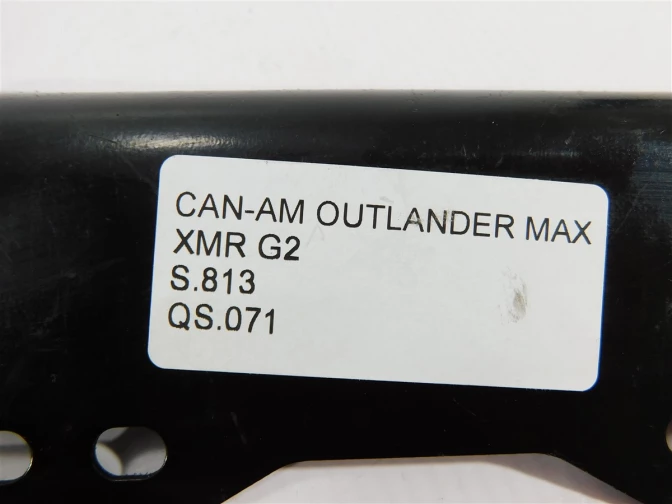 CAN-AM OUTLANDER MAX
XMR G2
S.813
QS.071